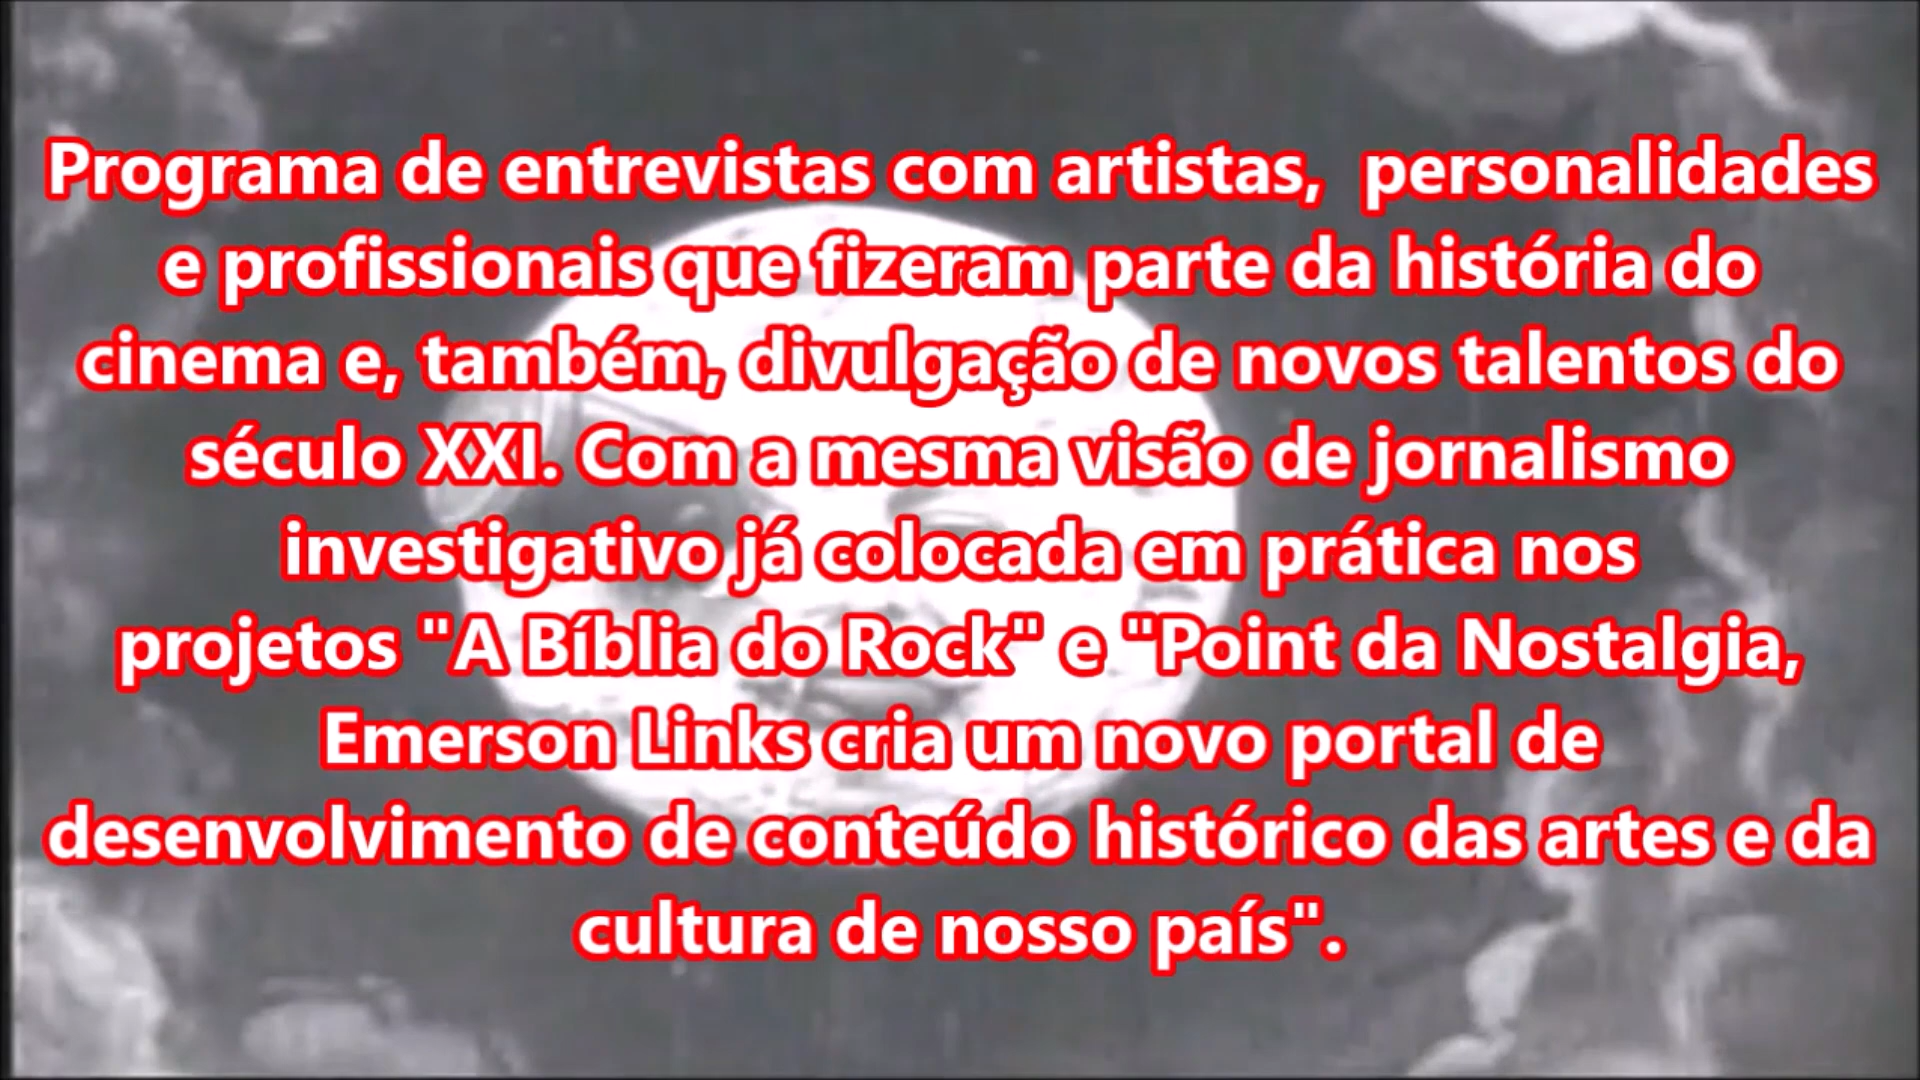 Programa de entrevistas com artistas,  personalidades
e profissionais que fizeram parte da história do
cinema e, também, divulgação de novos talentos do
século XXI. Com a mesma visão de jornalismo
investigativo já colocada em prática nos
projetos "A Bíblia do Rock" e "Point da Nostalgia,
Emerson Links cria um novo portal de
desenvolvimento de conteúdo histórico das artes e da
cultura de nosso país".